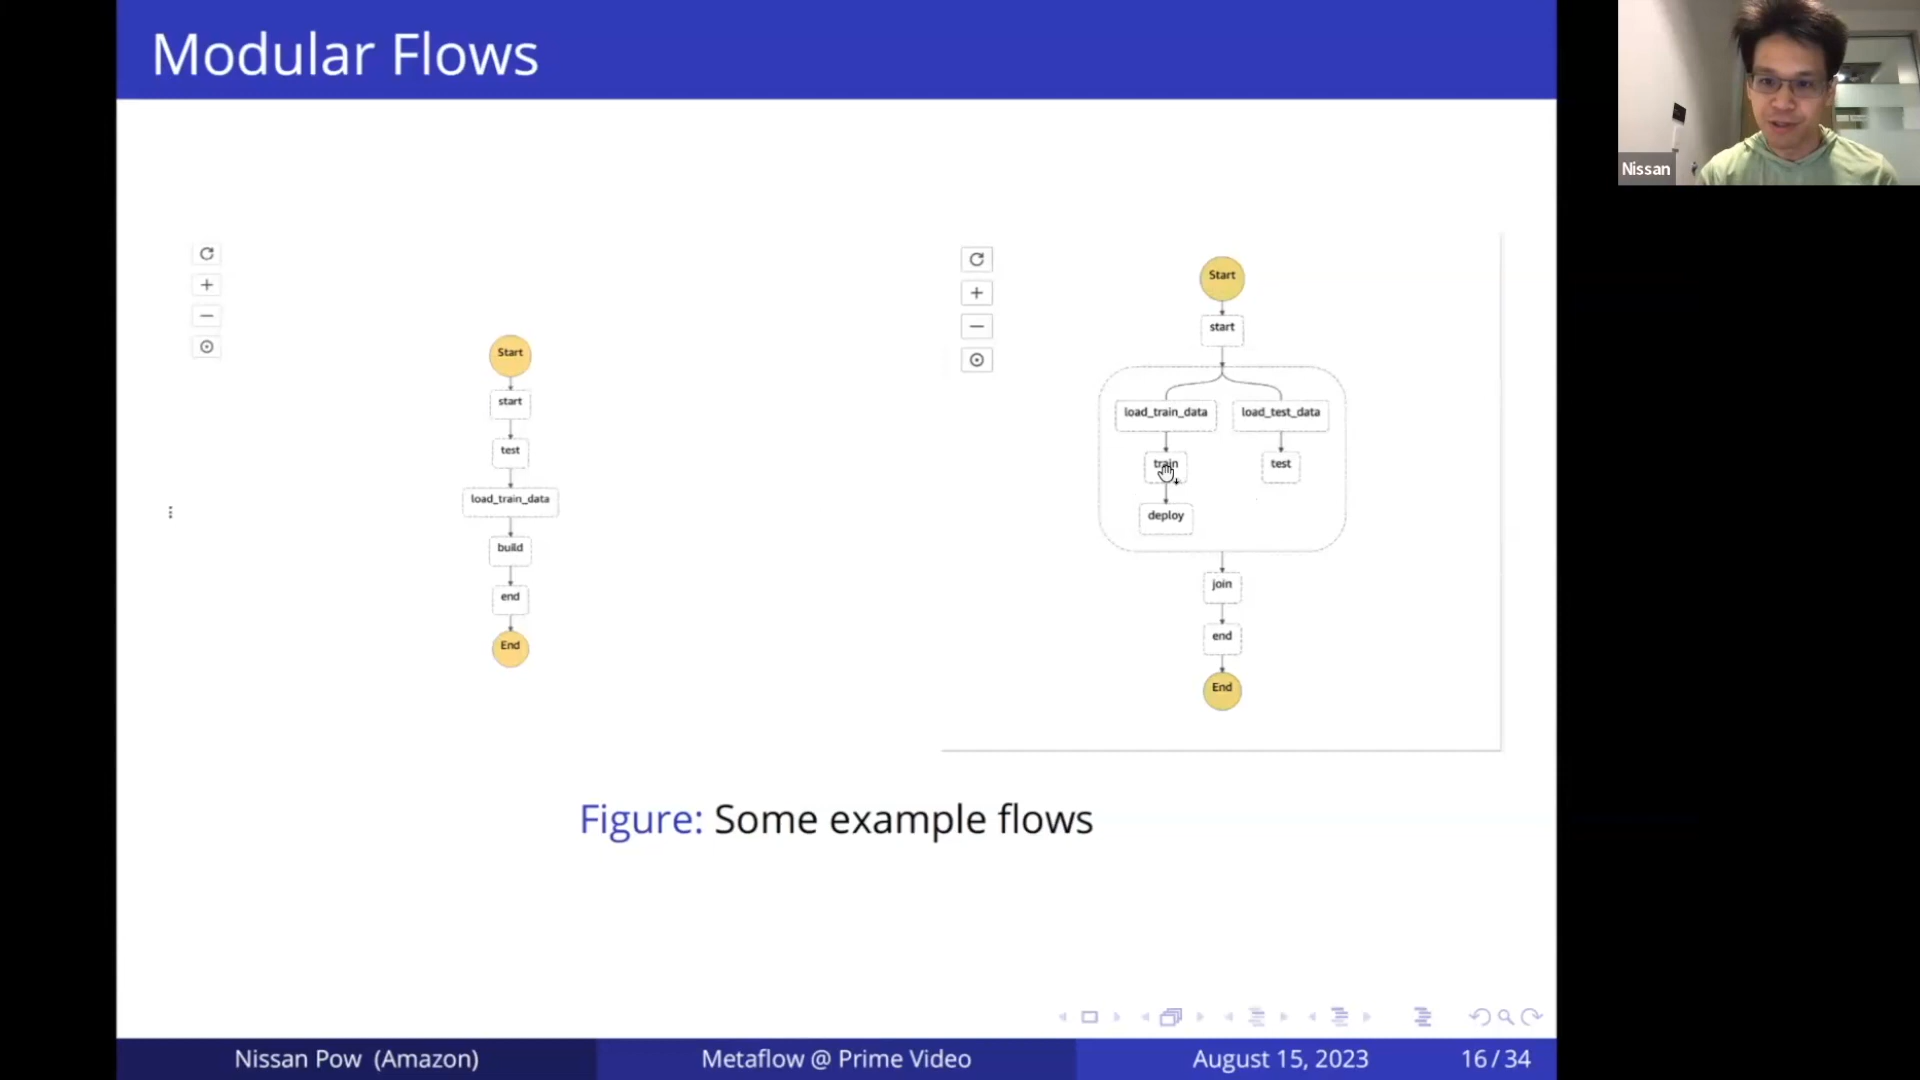 Modular Flows
Nissan
Start
start
test
load_train_data
build
end
End
Start
start
load_train_data load_test_data
train test
deploy
join
end
End
Figure: Some example flows
Nissan Pow (Amazon) Metaflow @ Prime Video August 15, 2023 16 / 34